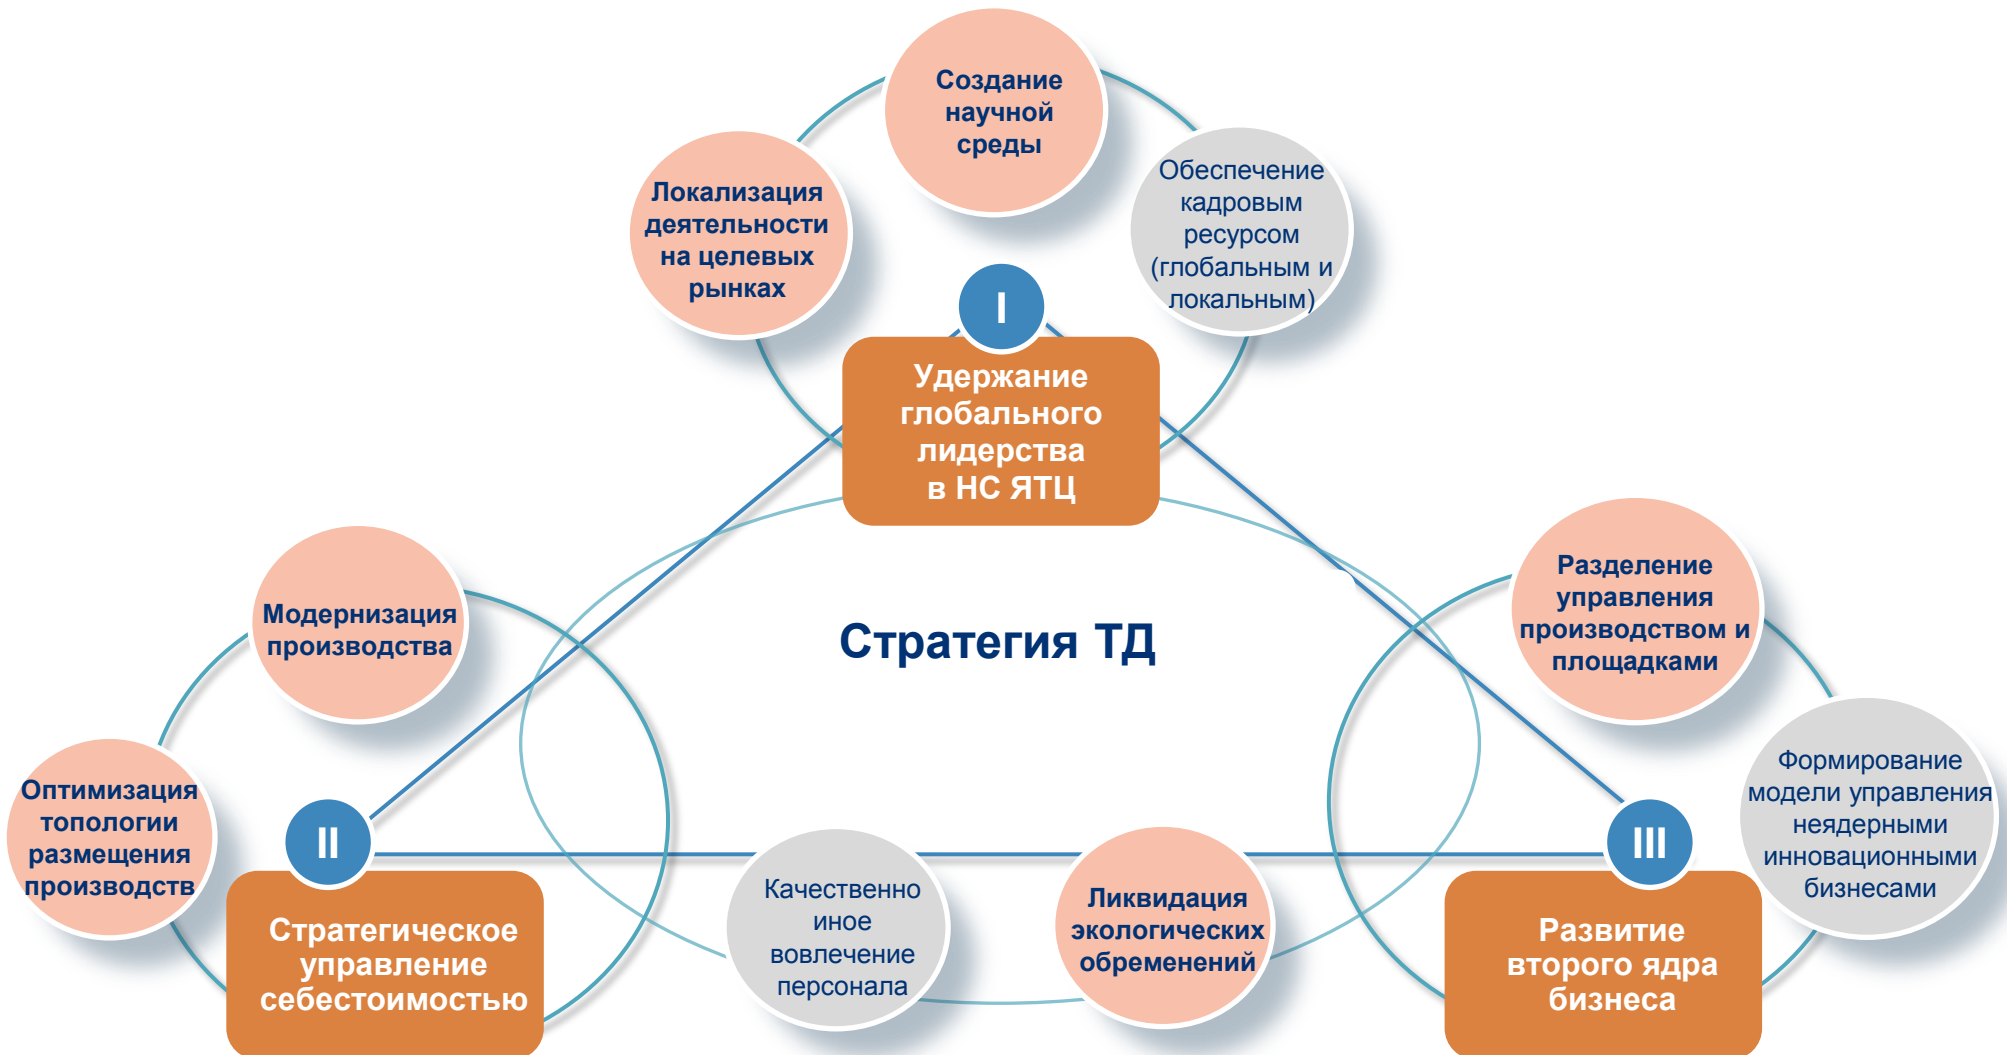 Создание
научной
среды
Локализация
деятельности
на целевых
рынках
Обеспечение
кадровым
ресурсом
(глобальным и
локальным)
I
Удержание
глобального
лидерства
в НС ЯТЦ
Стратегия ТД
Модернизация
производства
Оптимизация
топологии
размещения
производств
II
Стратегическое
управление
себестоимостью
Качественно
иное
вовлечение
персонала
Ликвидация
экологических
обременений
Разделение
управления
производством и
площадками
Формирование
модели управления
неядерными
инновационными
бизнесами
III
Развитие
второго ядра
бизнеса